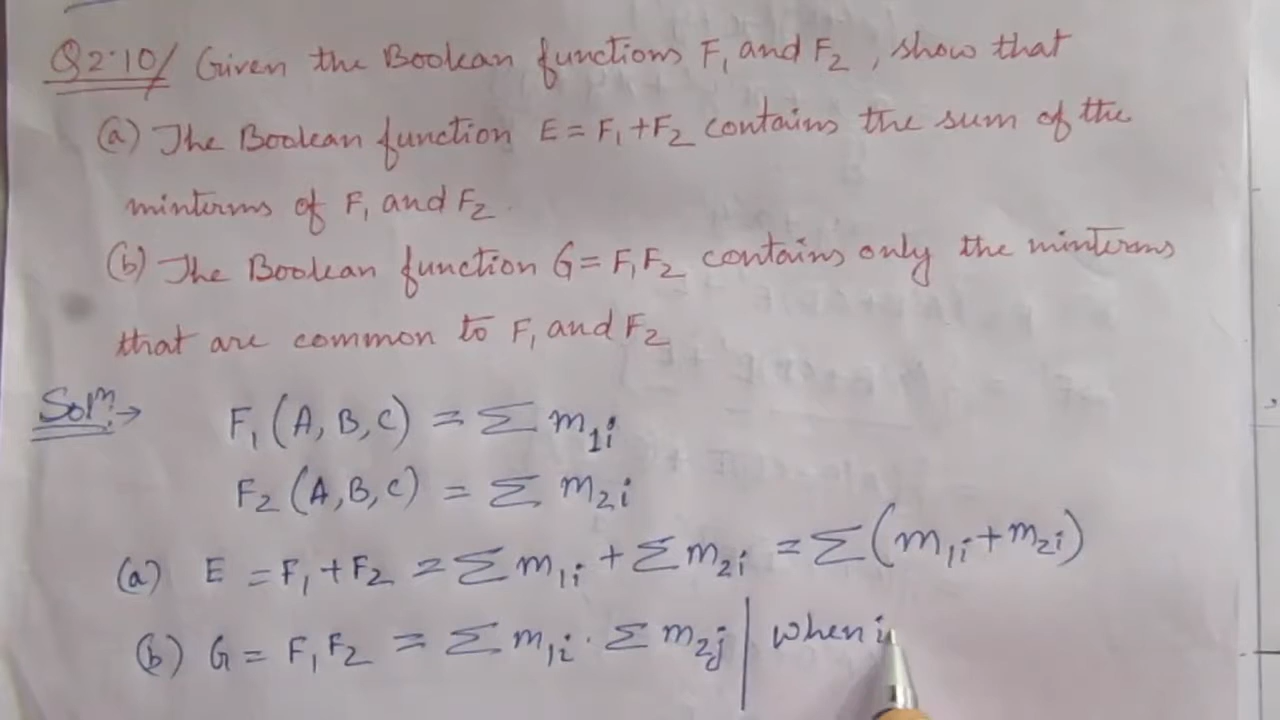 Q2.10/ Given the Boolean functions F₁ and F₂, show that
(a) The Boolean function E = F₁ + F₂ contains the sum of the
minterms of F₁ and F₂.
(b) The Boolean function G = F₁F₂ contains only the minterms
that are common to F₁ and F₂
Solⁿ.→ F₁(A, B, C) = Σ m₁i
F₂(A, B, C) = Σ m₂i
(a) E = F₁ + F₂ = Σ m₁i + Σ m₂i = Σ(m₁i + m₂i)
(b) G = F₁F₂ = Σ m₁i . Σ m₂j | when i